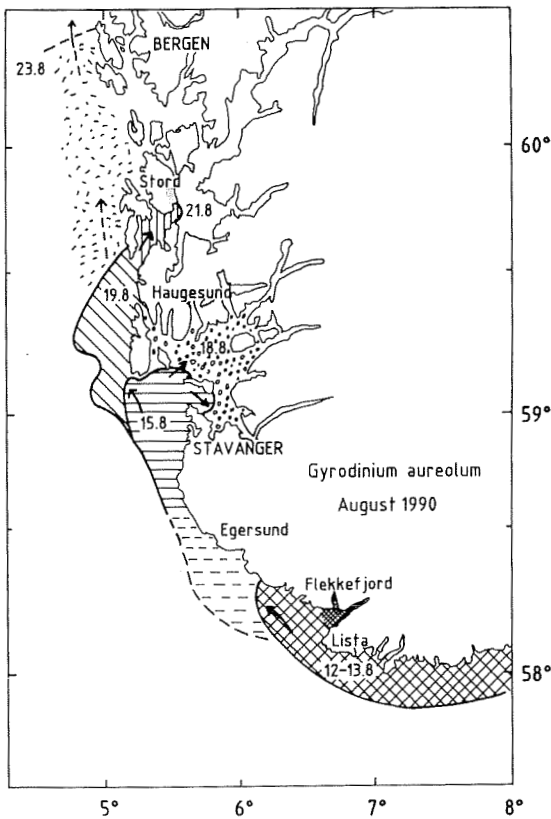 BERGEN
23.8
60°
Stord
21.8
19.8
Haugesund
18.8
59°
15.8
STAVANGER
Gyrodinium aureolum
August 1990
Egersund
Flekkefjord
Lista
12-13.8
58°
5°
6°
7°
8°